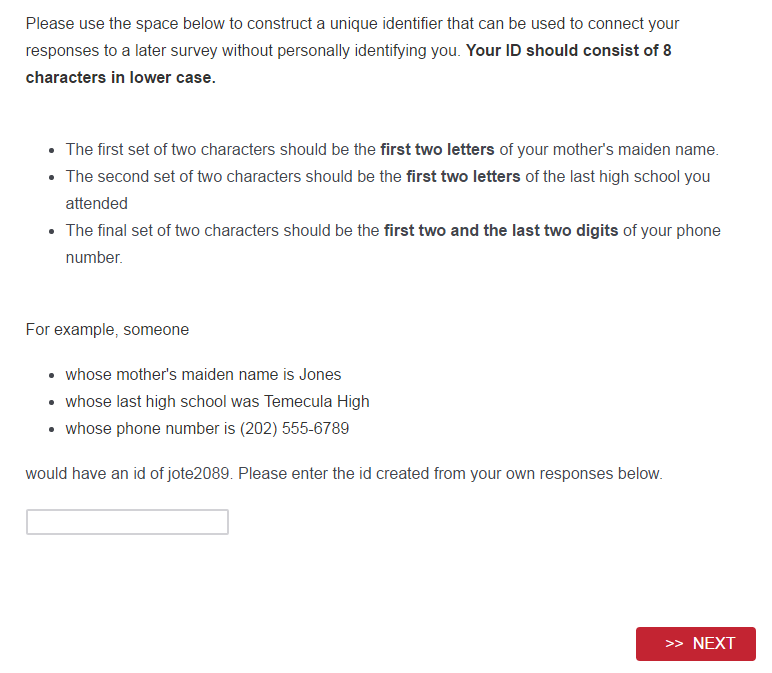 Please use the space below to construct a unique identifier that can be used to connect your
responses to a later survey without personally identifying you. Your ID should consist of 8
characters in lower case.
• The first set of two characters should be the first two letters of your mother's maiden name.
• The second set of two characters should be the first two letters of the last high school you
attended
• The final set of two characters should be the first two and the last two digits of your phone
number.
For example, someone
• whose mother's maiden name is Jones
• whose last high school was Temecula High
• whose phone number is (202) 555-6789
would have an id of jote2089. Please enter the id created from your own responses below.
>> NEXT